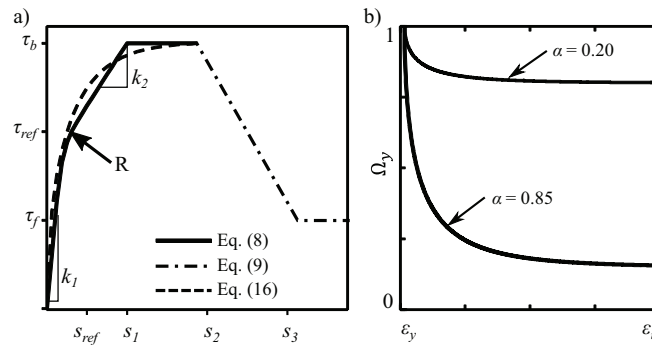 a)
τb
τref
τf
k1
k2
R
Eq. (8)
Eq. (9)
Eq. (16)
sref
s1
s2
s3
b)
1
Ωy
0
α = 0.20
α = 0.85
εy